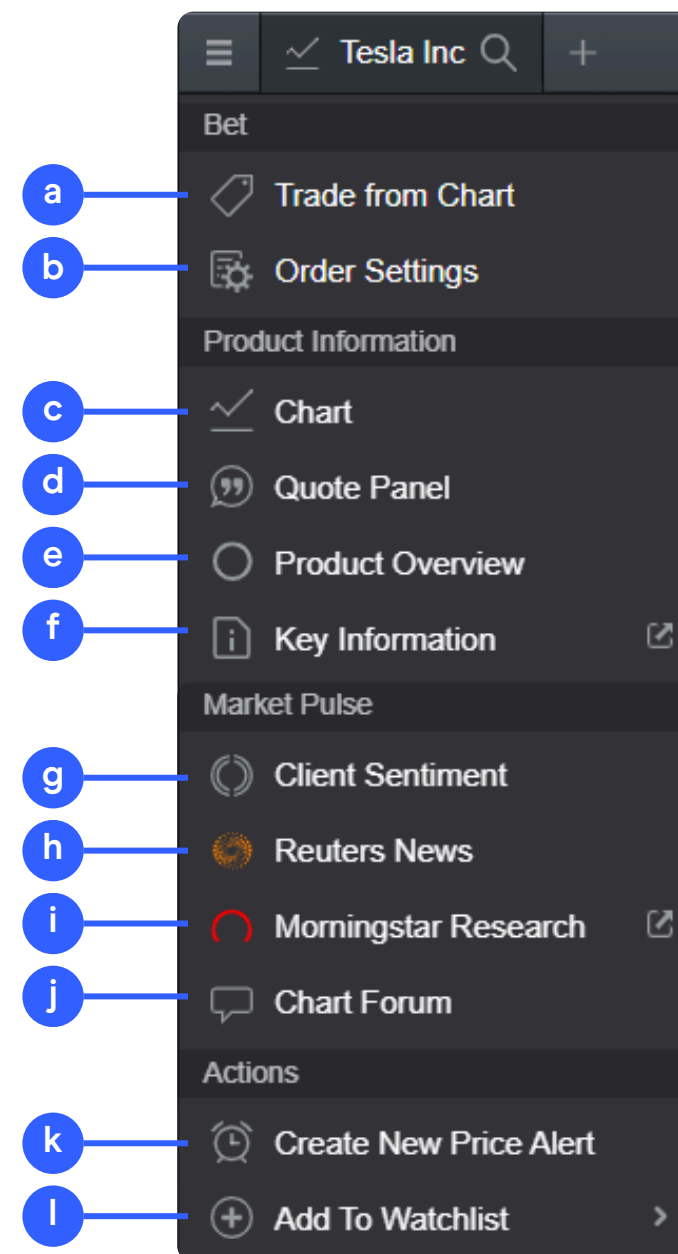 Tesla Inc
Bet
a Trade from Chart
b Order Settings
Product Information
c Chart
d Quote Panel
e Product Overview
f Key Information
Market Pulse
g Client Sentiment
h Reuters News
i Morningstar Research
j Chart Forum
Actions
k Create New Price Alert
l Add To Watchlist